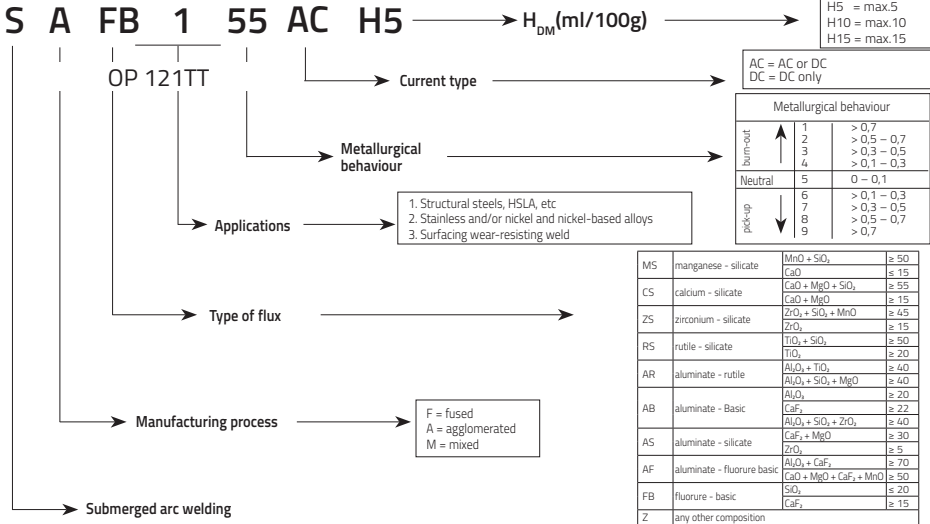 S A FB 1 55 AC H5 H_DM(ml/100g)
H5 = max.5
H10 = max.10
H15 = max.15
OP 121TT
Current type
AC = AC or DC
DC = DC only
Metallurgical behaviour
Metallurgical behaviour
burn-out
1 > 0,7
2 > 0,5 – 0,7
3 > 0,3 – 0,5
4 > 0,1 – 0,3
Neutral 5 0 – 0,1
pick-up
6 > 0,1 – 0,3
7 > 0,3 – 0,5
8 > 0,5 – 0,7
9 > 0,7
Applications
1. Structural steels, HSLA, etc
2. Stainless and/or nickel and nickel-based alloys
3. Surfacing wear-resisting weld
Type of flux
MS manganese - silicate MnO + SiO₂ ≥ 50
CaO ≤ 15
CS calcium - silicate CaO + MgO + SiO₂ ≥ 55
CaO + MgO ≥ 15
ZS zirconium - silicate ZrO₂ + SiO₂ + MnO ≥ 45
ZrO₂ ≥ 15
RS rutile - silicate TiO₂ + SiO₂ ≥ 50
TiO₂ ≥ 20
AR aluminate - rutile Al₂O₃ + TiO₂ ≥ 40
Al₂O₃ + SiO₂ + MgO ≥ 40
AB aluminate - Basic Al₂O₃ ≥ 20
CaF₂ ≥ 22
Al₂O₃ + SiO₂ + ZrO₂ ≥ 40
AS aluminate - silicate CaF₂ + MgO ≥ 30
ZrO₂ ≥ 5
AF aluminate - fluorure basic Al₂O₃ + CaF₂ ≥ 70
CaO + MgO + CaF₂ + MnO ≥ 50
FB fluorure - basic SiO₂ ≤ 20
CaF₂ ≥ 15
Z any other composition
Manufacturing process
F = fused
A = agglomerated
M = mixed
Submerged arc welding